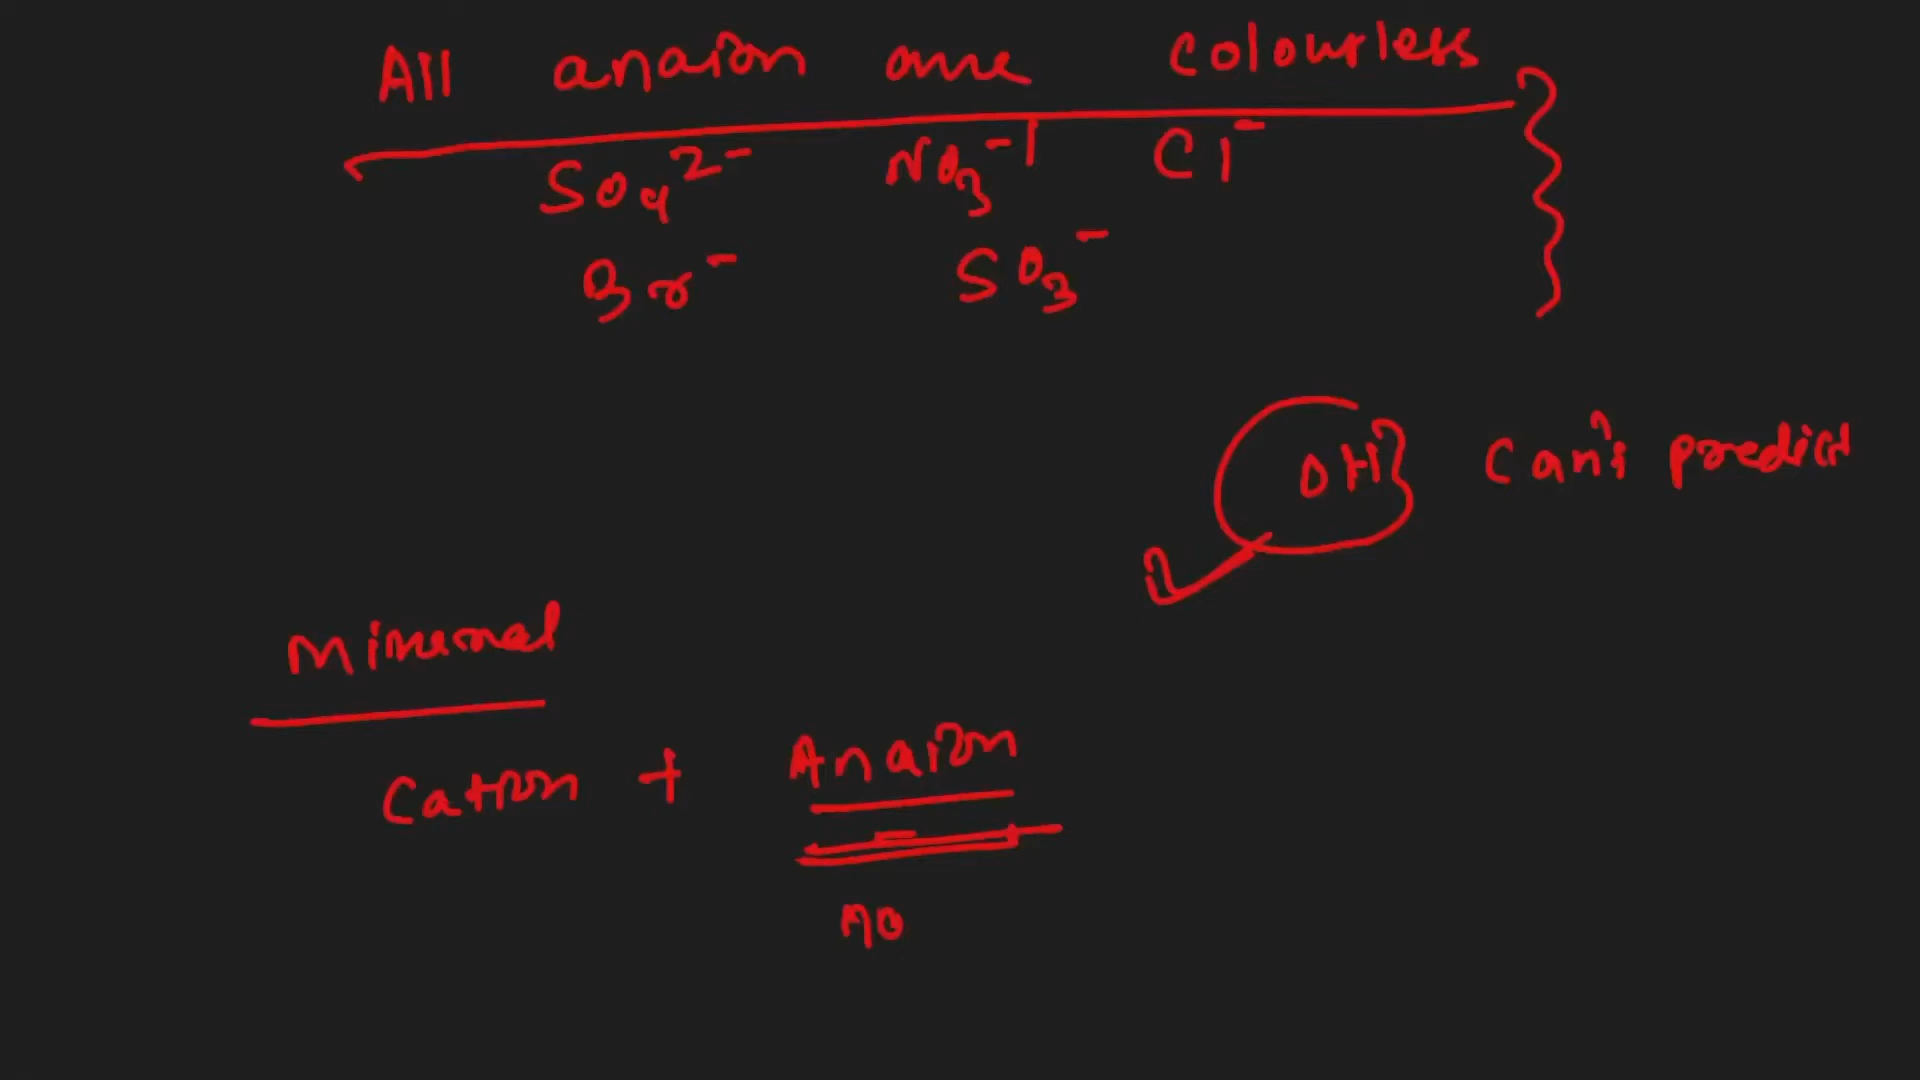 All anaion are colourless
SO4 2- NO3 -1 Cl-
Br- SO3-
OH} Can't predict
Mineral
Cation + Anaion
no